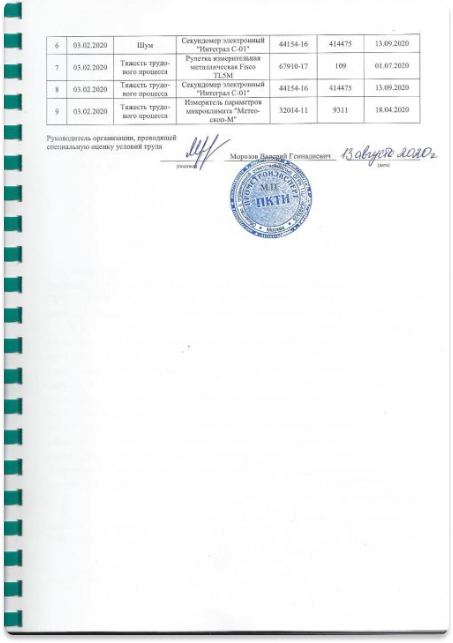 6 03.02.2020 Шум Секундомер электронный "Интеграл С-01" 44154-16 414475 13.09.2020
7 03.02.2020 Тяжесть трудового процесса Рулетка измерительная металлическая Fisco TL5M 67910-17 109 01.07.2020
8 03.02.2020 Тяжесть трудового процесса Секундомер электронный "Интеграл С-01" 44154-16 414475 13.09.2020
9 03.02.2020 Тяжесть трудового процесса Измеритель параметров микроклимата "Метеоскоп-М" 32014-11 9311 18.04.2020
Руководитель организации, проводящей
специальную оценку условий труда
Морозов Валерий Геннадиевич 13 августа 2020 г
(подпись) (дата)
М.П.
ПРОМСТРОЙЭКСПЕРТ
ПКТИ
Москва